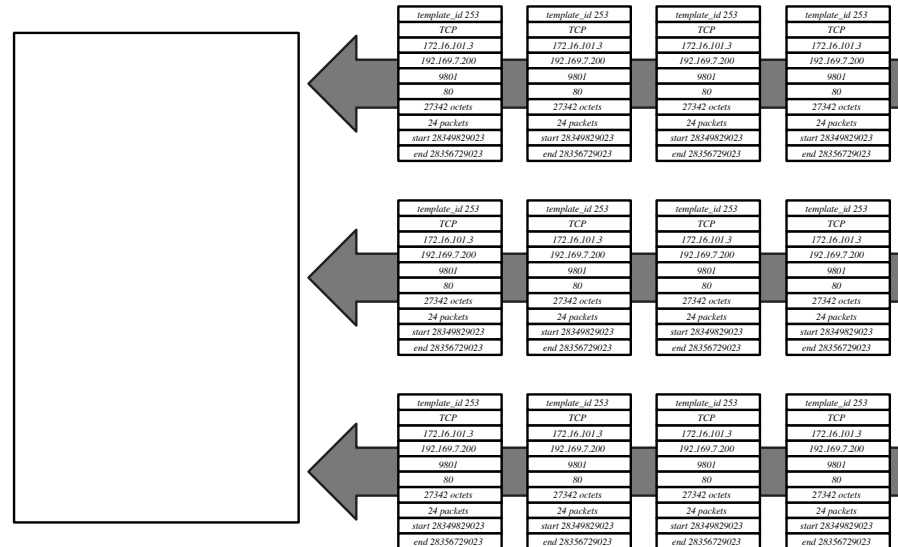 template_id 253 template_id 253 template_id 253 template_id 253
TCP TCP TCP TCP
172.16.101.3 172.16.101.3 172.16.101.3 172.16.101.3
192.169.7.200 192.169.7.200 192.169.7.200 192.169.7.200
9801 9801 9801 9801
80 80 80 80
27342 octets 27342 octets 27342 octets 27342 octets
24 packets 24 packets 24 packets 24 packets
start 28349829023 start 28349829023 start 28349829023 start 28349829023
end 28356729023 end 28356729023 end 28356729023 end 28356729023
template_id 253 template_id 253 template_id 253 template_id 253
TCP TCP TCP TCP
172.16.101.3 172.16.101.3 172.16.101.3 172.16.101.3
192.169.7.200 192.169.7.200 192.169.7.200 192.169.7.200
9801 9801 9801 9801
80 80 80 80
27342 octets 27342 octets 27342 octets 27342 octets
24 packets 24 packets 24 packets 24 packets
start 28349829023 start 28349829023 start 28349829023 start 28349829023
end 28356729023 end 28356729023 end 28356729023 end 28356729023
template_id 253 template_id 253 template_id 253 template_id 253
TCP TCP TCP TCP
172.16.101.3 172.16.101.3 172.16.101.3 172.16.101.3
192.169.7.200 192.169.7.200 192.169.7.200 192.169.7.200
9801 9801 9801 9801
80 80 80 80
27342 octets 27342 octets 27342 octets 27342 octets
24 packets 24 packets 24 packets 24 packets
start 28349829023 start 28349829023 start 28349829023 start 28349829023
end 28356729023 end 28356729023 end 28356729023 end 28356729023